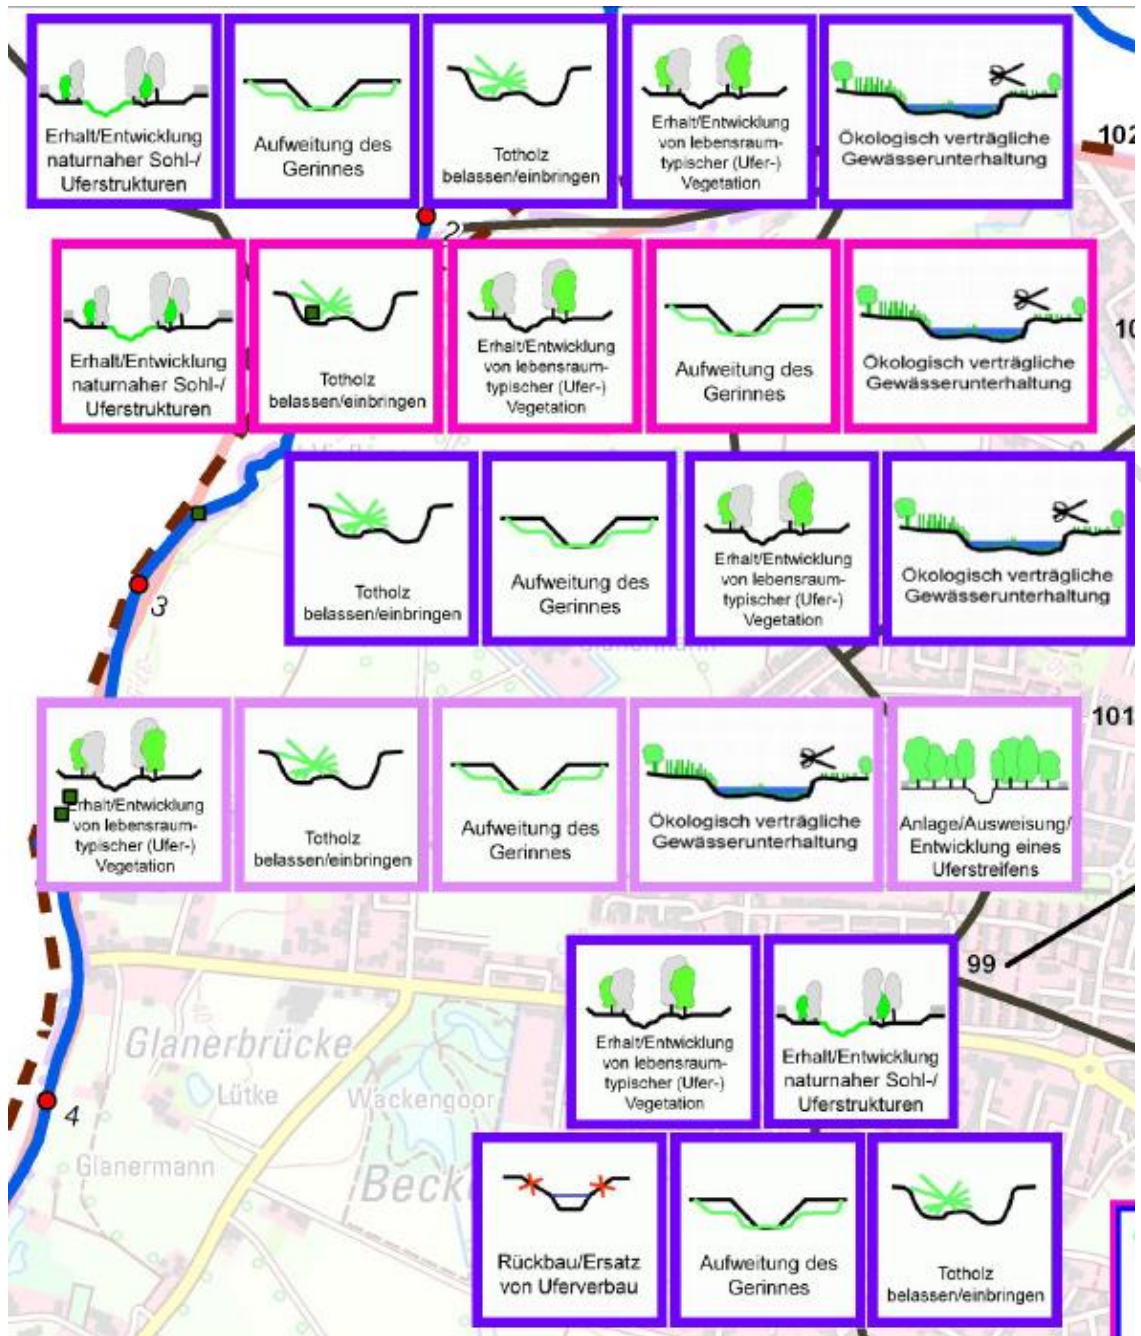 Erhalt/Entwicklung
naturnaher Sohl-/
Uferstrukturen
Aufweitung des
Gerinnes
Totholz
belassen/einbringen
Erhalt/Entwicklung
von lebensraum-
typischer (Ufer-)
Vegetation
Ökologisch verträgliche
Gewässerunterhaltung
102
2
Erhalt/Entwicklung
naturnaher Sohl-/
Uferstrukturen
Totholz
belassen/einbringen
Erhalt/Entwicklung
von lebensraum-
typischer (Ufer-)
Vegetation
Aufweitung des
Gerinnes
Ökologisch verträgliche
Gewässerunterhaltung
10
3
Totholz
belassen/einbringen
Aufweitung des
Gerinnes
Erhalt/Entwicklung
von lebensraum-
typischer (Ufer-)
Vegetation
Ökologisch verträgliche
Gewässerunterhaltung
101
Erhalt/Entwicklung
von lebensraum-
typischer (Ufer-)
Vegetation
Totholz
belassen/einbringen
Aufweitung des
Gerinnes
Ökologisch verträgliche
Gewässerunterhaltung
Anlage/Ausweisung/
Entwicklung eines
Uferstreifens
99
Erhalt/Entwicklung
von lebensraum-
typischer (Ufer-)
Vegetation
Erhalt/Entwicklung
naturnaher Sohl-/
Uferstrukturen
Glanerbrücke
Lütke
Wackengoor
4
Glanermann
Beck
Rückbau/Ersatz
von Uferverbau
Aufweitung des
Gerinnes
Totholz
belassen/einbringen